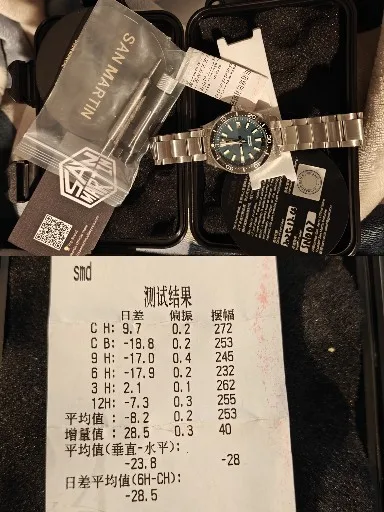 SAN MARTIN
SAN
MARTIN
smd
测试结果
日差 偏振 摆幅
C H: 9.7 0.2 272
C B: -18.8 0.2 253
9 H: -17.0 0.4 245
6 H: -17.9 0.2 232
3 H: 2.1 0.1 262
12H: -7.3 0.3 255
平均值 : -8.2 0.2 253
增量值 : 28.5 0.3 40
平均值(垂直-水平):
-23.8 -28
日差平均值(6H-CH):
-28.5